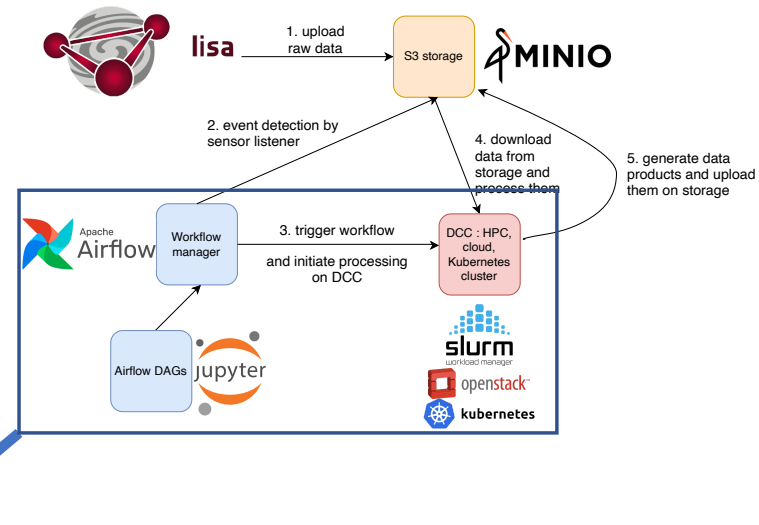 lisa
1. upload
raw data
S3 storage
MINIO
2. event detection by
sensor listener
4. download
data from
storage and
process them
5. generate data
products and upload
them on storage
Apache
Airflow
Workflow
manager
3. trigger workflow
and initiate processing
on DCC
DCC : HPC,
cloud,
Kubernetes
cluster
Airflow DAGs
jupyter
slurm
workload manager
openstack™
kubernetes